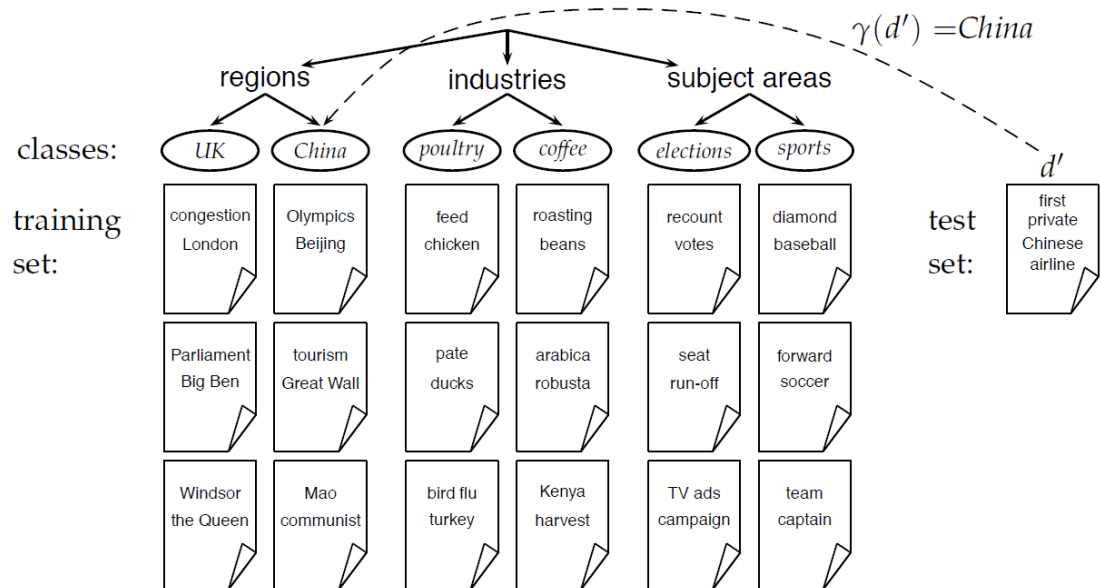 γ(d′) =China
regions
industries
subject areas
classes:
UK
China
poultry
coffee
elections
sports
d′
training
set:
congestion
London
Olympics
Beijing
feed
chicken
roasting
beans
recount
votes
diamond
baseball
test
set:
first
private
Chinese
airline
Parliament
Big Ben
tourism
Great Wall
pate
ducks
arabica
robusta
seat
run-off
forward
soccer
Windsor
the Queen
Mao
communist
bird flu
turkey
Kenya
harvest
TV ads
campaign
team
captain